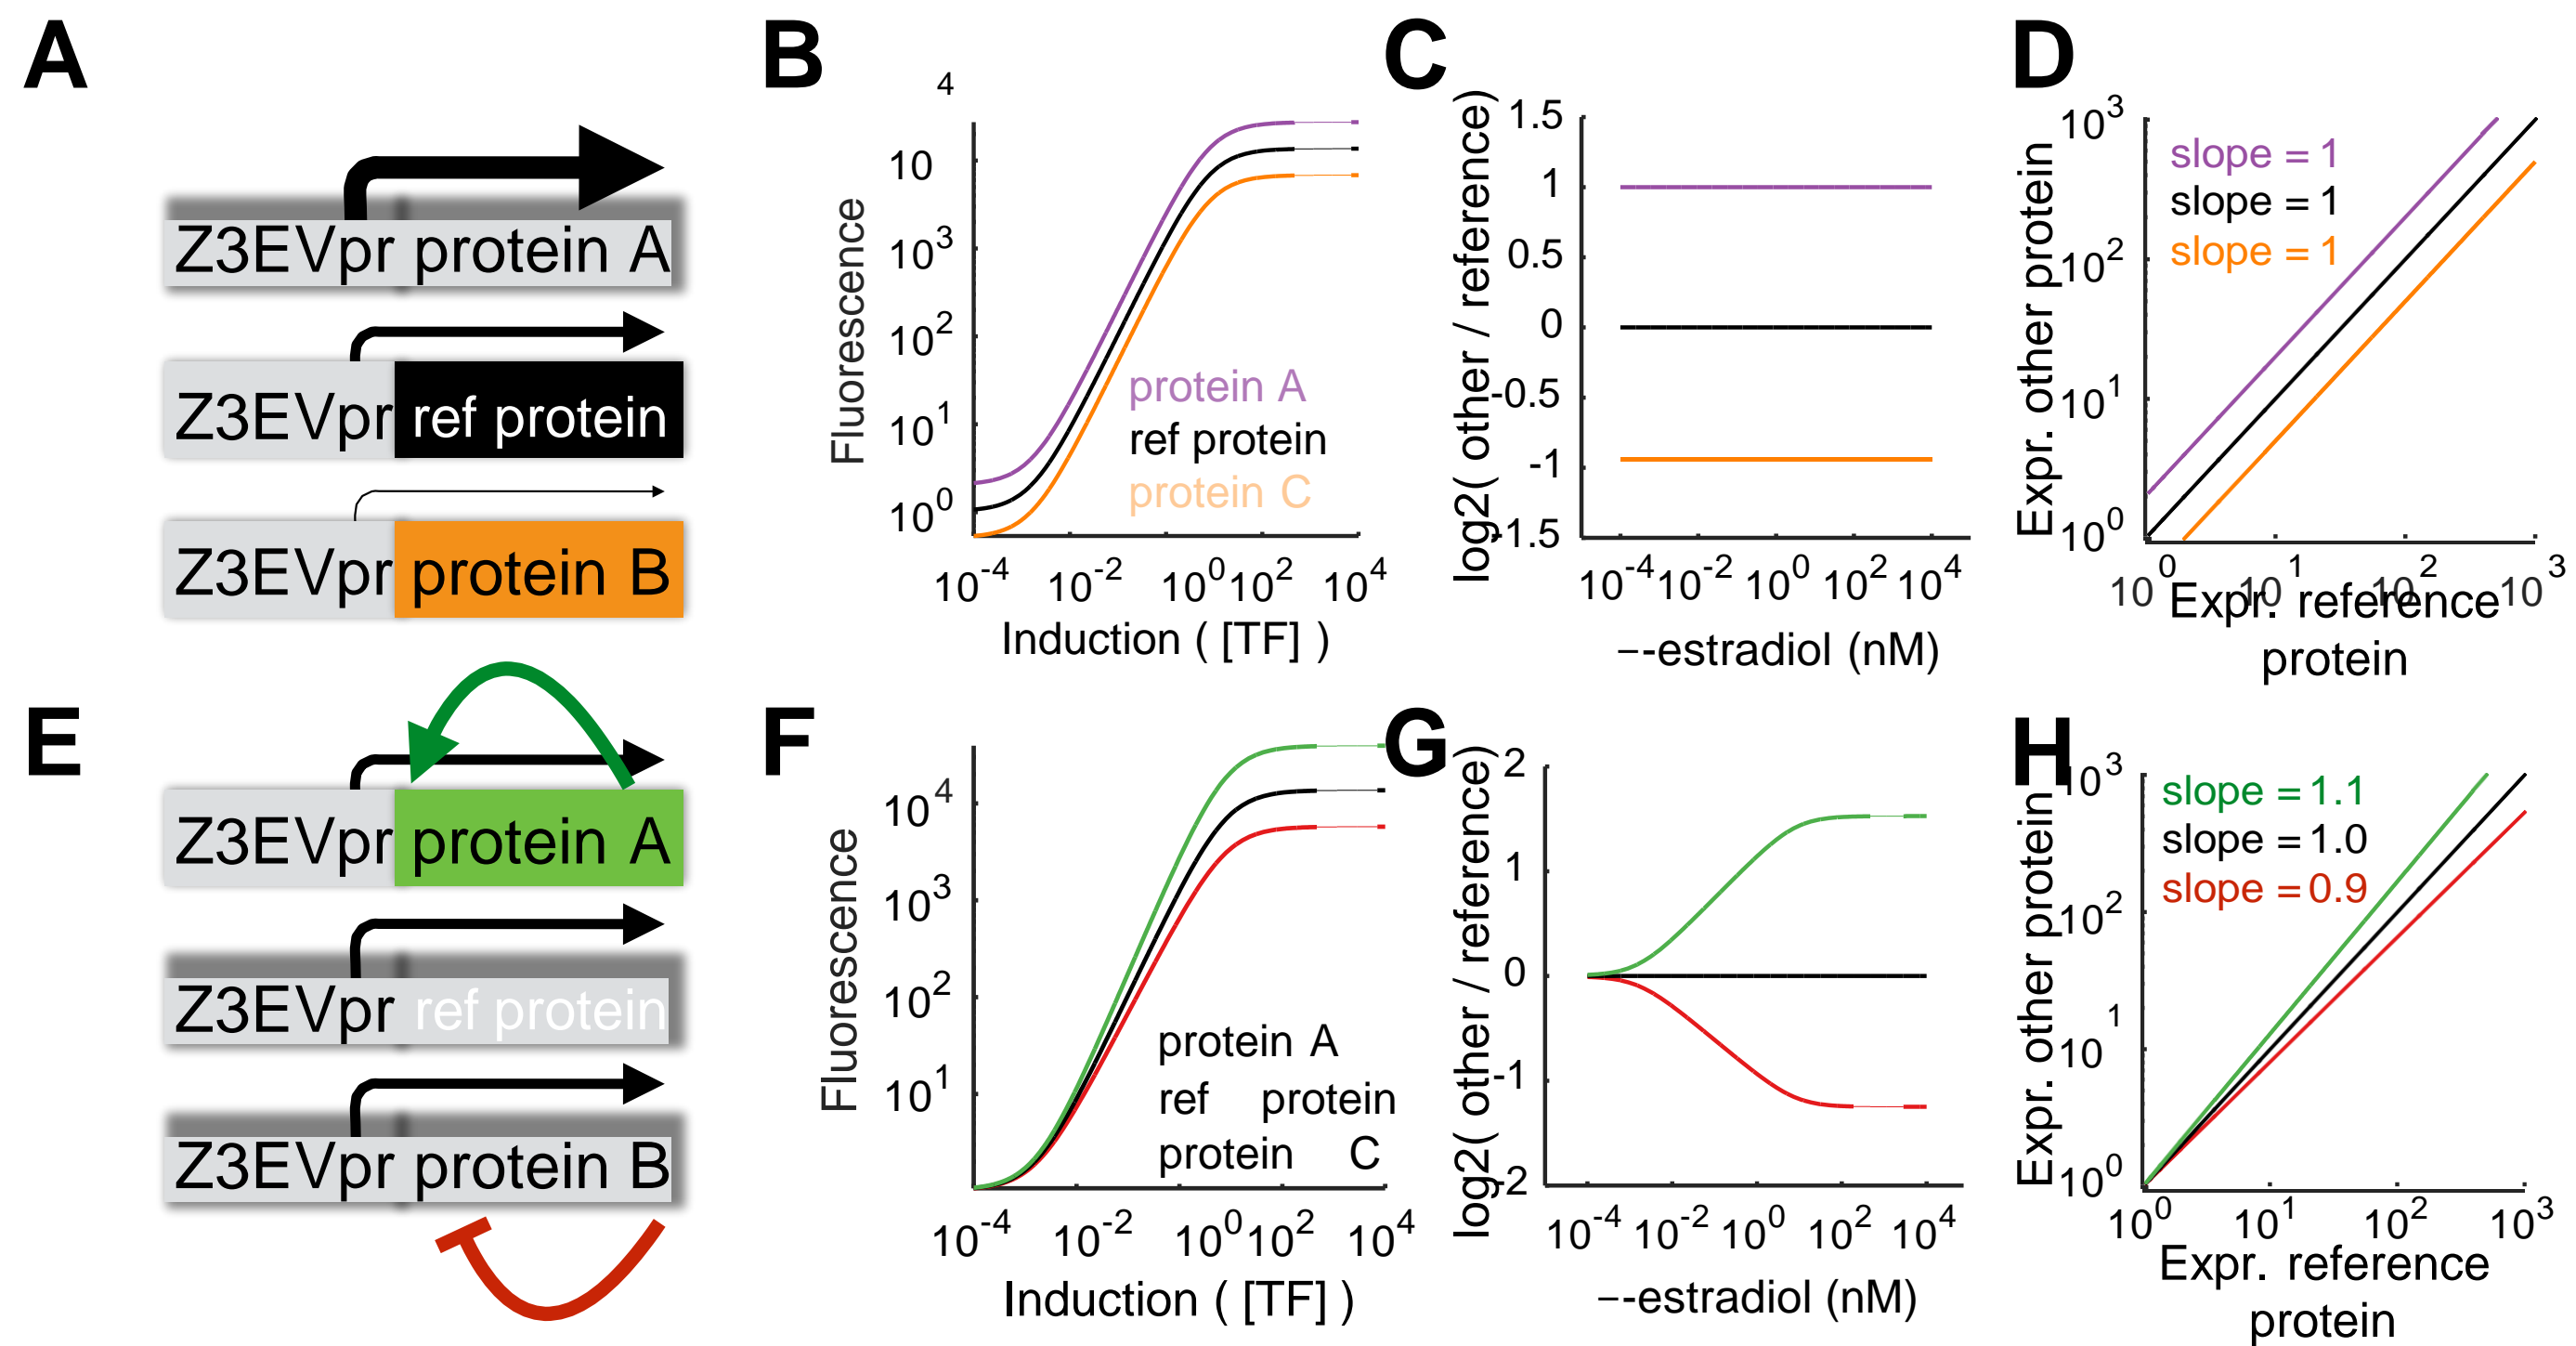 A
Z3EVpr protein A
Z3EVpr ref protein
Z3EVpr protein B
B
4
10
10^3
10^2
10^1
10^0
Fluorescence
protein A
ref protein
protein C
10^-4 10^-2 10^0 10^2 10^4
Induction ( [TF] )
C
1.5
1
0.5
0
-0.5
-1
-1.5
log2( other / reference)
10^-4 10^-2 10^0 10^2 10^4
–-estradiol (nM)
D
10^3
10^2
10^1
10^0
Expr. other protein
slope = 1
slope = 1
slope = 1
10^0 10^1 10^2 10^3
Expr. reference
protein
E
Z3EVpr protein A
Z3EVpr ref protein
Z3EVpr protein B
F
10^4
10^3
10^2
10^1
Fluorescence
protein A
ref protein
protein C
10^-4 10^-2 10^0 10^2 10^4
Induction ( [TF] )
G
2
1
0
-1
-2
log2( other / reference)
10^-4 10^-2 10^0 10^2 10^4
–-estradiol (nM)
H
10^3
10^2
1
10
10^0
Expr. other protein
slope = 1.1
slope = 1.0
slope = 0.9
10^0 10^1 10^2 10^3
Expr. reference
protein